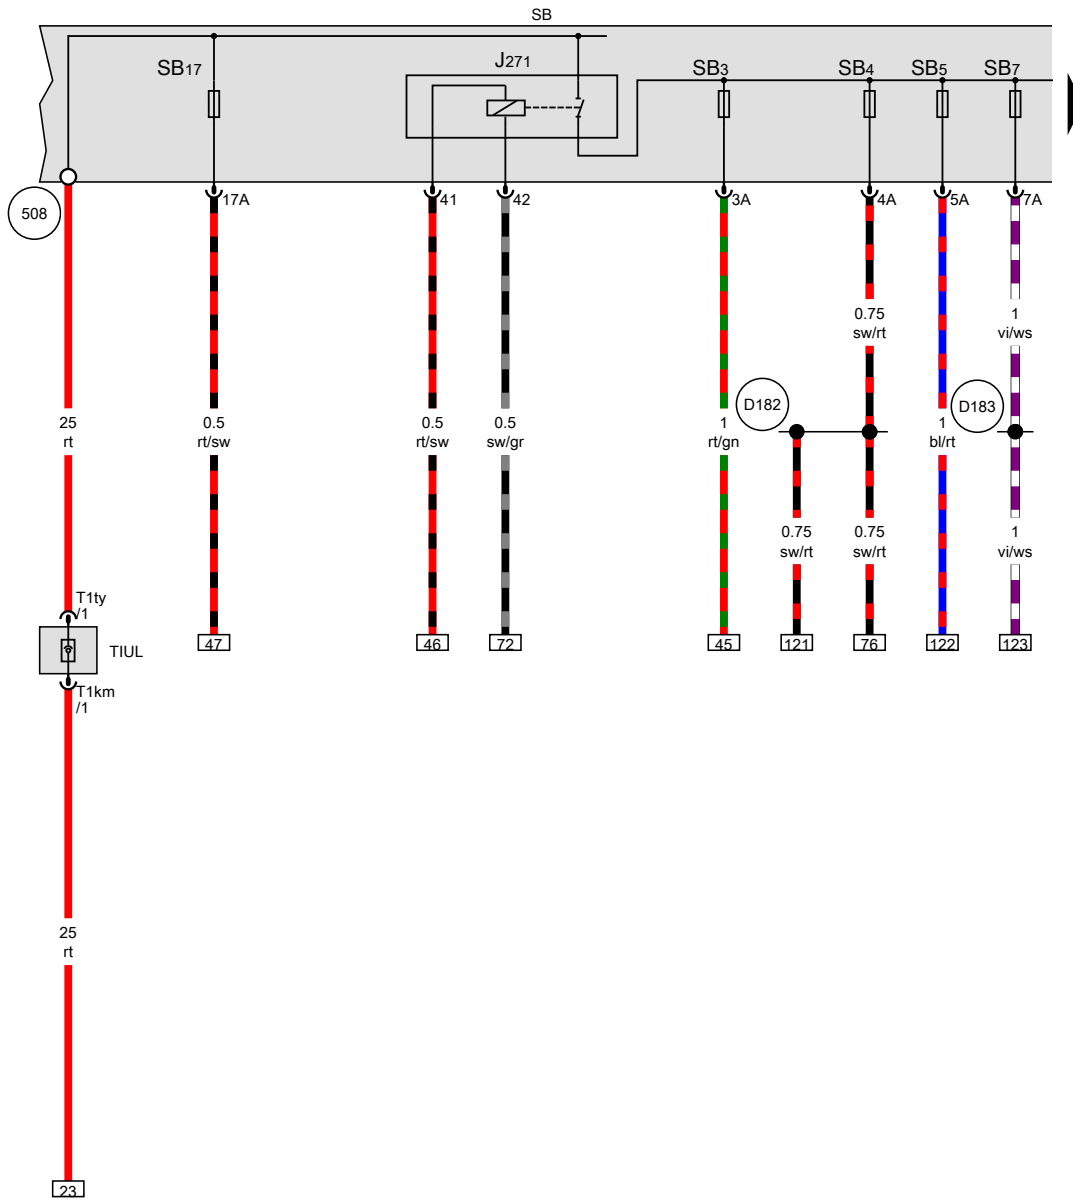 SB
SB17
J271
SB3
SB4
SB5
SB7
508
17A
41
42
3A
4A
5A
7A
0.75
sw/rt
1
vi/ws
D182
D183
25
rt
0.5
rt/sw
0.5
rt/sw
0.5
sw/gr
1
rt/gn
1
bl/rt
0.75
sw/rt
0.75
sw/rt
1
vi/ws
T1ty
/1
TIUL
T1km
/1
47
46
72
45
121
76
122
123
25
rt
23